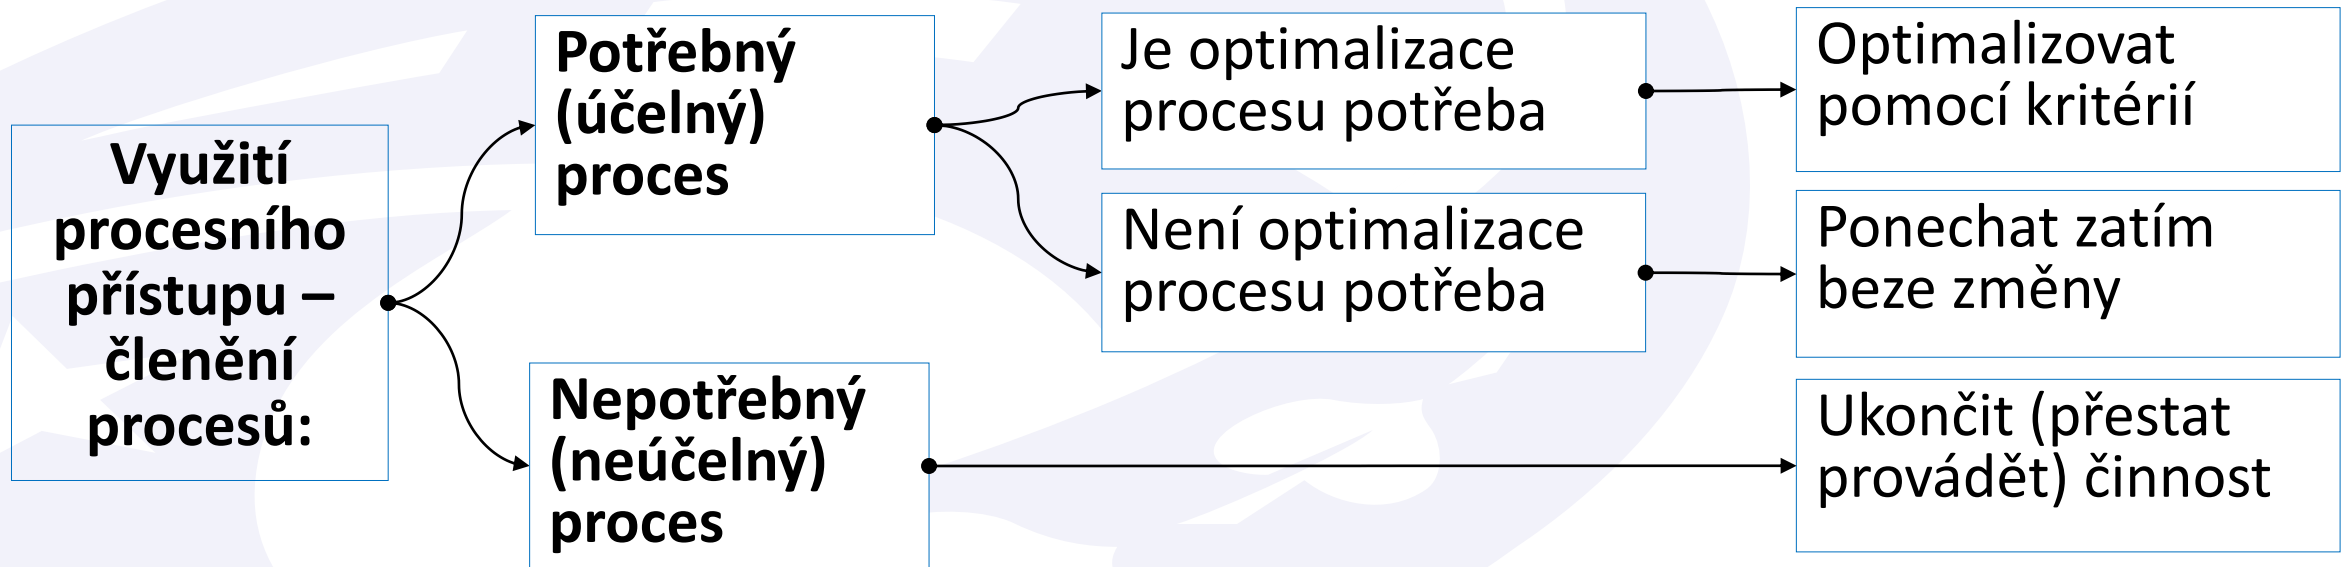 Využití
procesního
přístupu –
členění
procesů:
Potřebný
(účelný)
proces
Je optimalizace
procesu potřeba
Optimalizovat
pomocí kritérií
Není optimalizace
procesu potřeba
Ponechat zatím
beze změny
Nepotřebný
(neúčelný)
proces
Ukončit (přestat
provádět) činnost